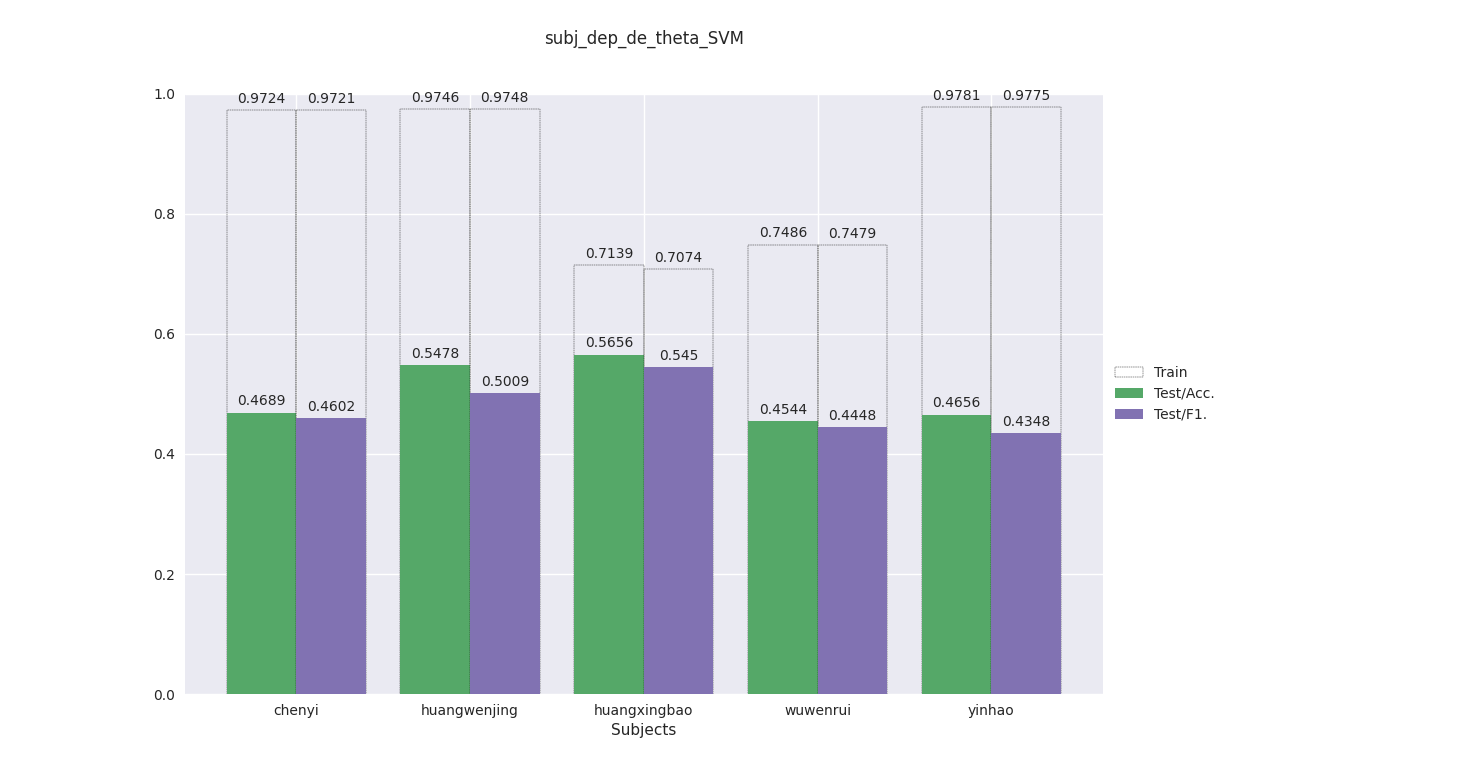 subj_dep_de_theta_SVM
1.0
0.8
0.6
0.4
0.2
0.0
0.9724 0.9721 0.9746 0.9748 0.9781 0.9775
0.7139 0.7074 0.7486 0.7479
0.4689 0.4602 0.5478 0.5009 0.5656 0.545 0.4544 0.4448 0.4656 0.4348
Train
Test/Acc.
Test/F1.
chenyi huangwenjing huangxingbao wuwenrui yinhao
Subjects